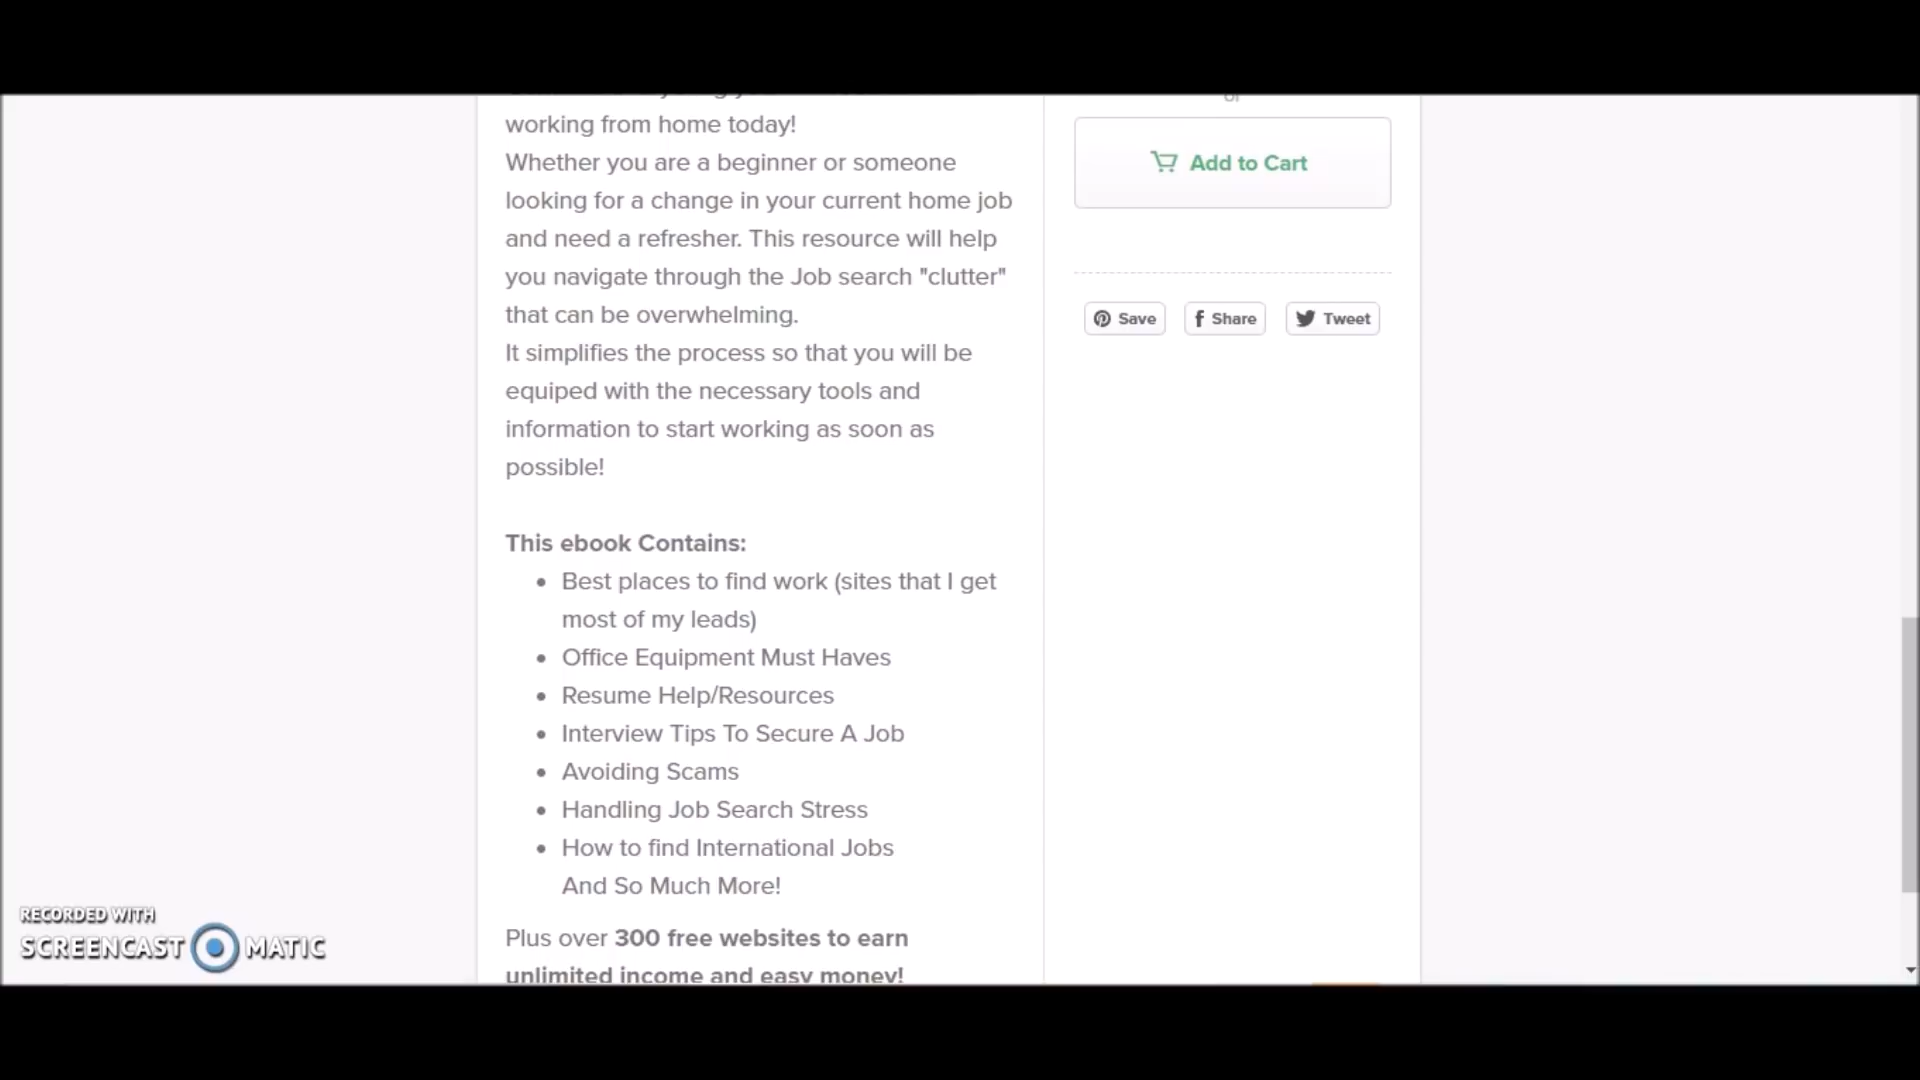 working from home today!
Whether you are a beginner or someone
looking for a change in your current home job
and need a refresher. This resource will help
you navigate through the Job search "clutter"
that can be overwhelming.
It simplifies the process so that you will be
equiped with the necessary tools and
information to start working as soon as
possible!
This ebook Contains:
Best places to find work (sites that I get
most of my leads)
Office Equipment Must Haves
Resume Help/Resources
Interview Tips To Secure A Job
Avoiding Scams
Handling Job Search Stress
How to find International Jobs
And So Much More!
Plus over 300 free websites to earn
unlimited income and easy money!
or
Add to Cart
Save
Share
Tweet
RECORDED WITH
SCREENCAST MATIC